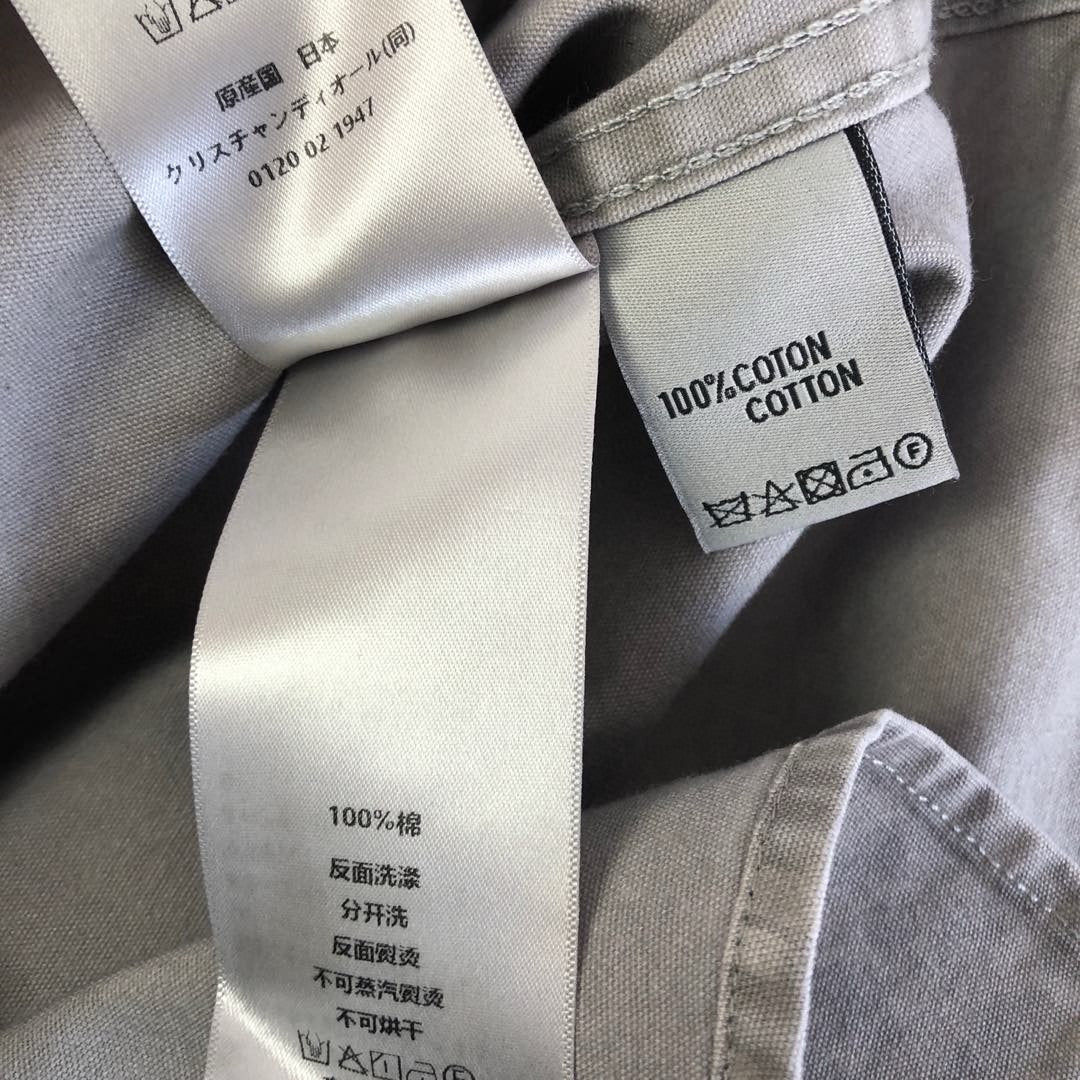 原産国 日本
クリスチャンディオール(同)
0120 02 1947
100%COTON
COTTON
F
100%棉
反面洗涤
分开洗
反面熨烫
不可蒸汽熨烫
不可烘干
F